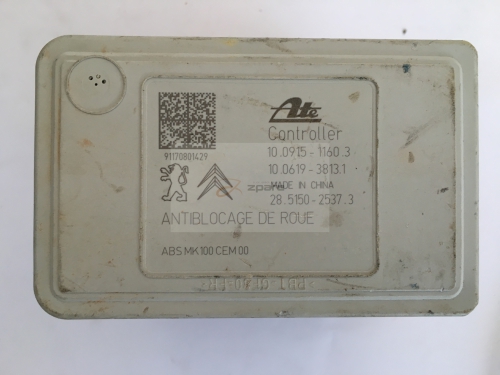 Ate
Controller
10.0915-1160.3
10.0619-3813.1
MADE IN CHINA
28.5150-2537.3
91170801429
zparo
ANTIBLOCAGE DE ROUE
ABS MK100 CEM 00